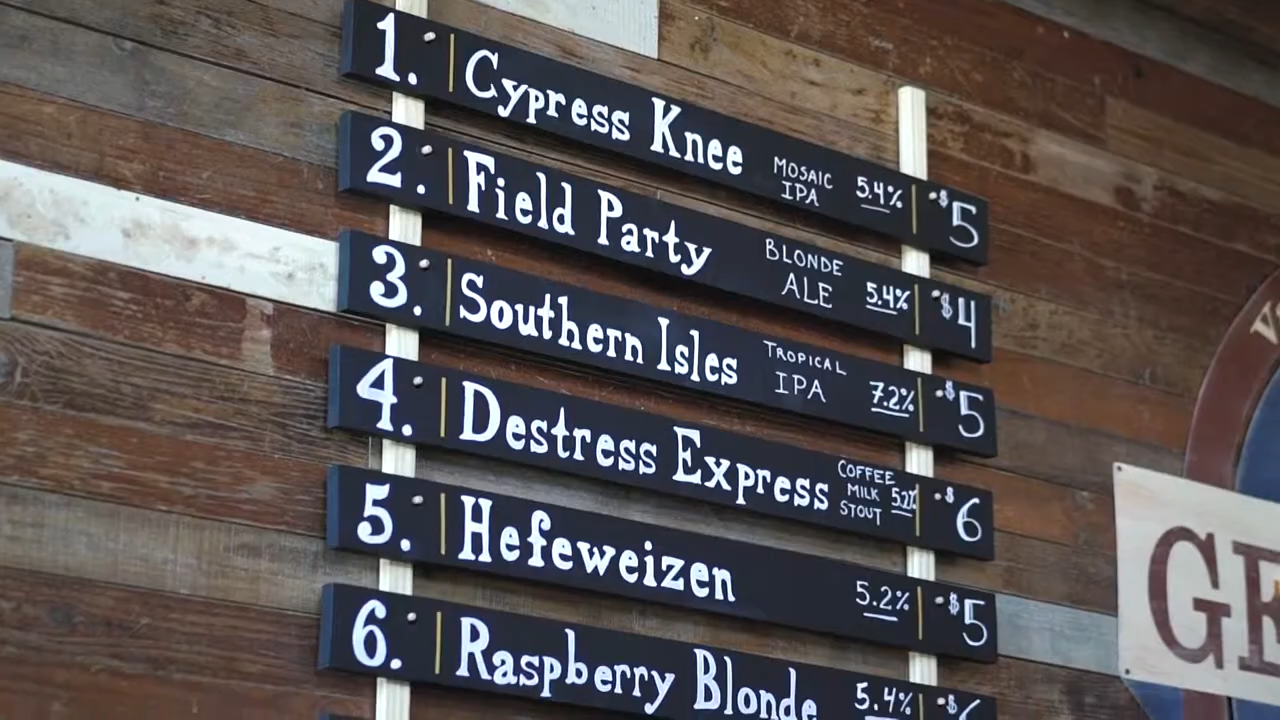 1. Cypress Knee MOSAIC IPA 5.4% $5
2. Field Party BLONDE ALE 5.4% $4
3. Southern Isles TROPICAL IPA 7.2% $5
4. Destress Express COFFEE MILK STOUT 5.2% $6
5. Hefeweizen 5.2% $5
6. Raspberry Blonde 5.4% $
GE